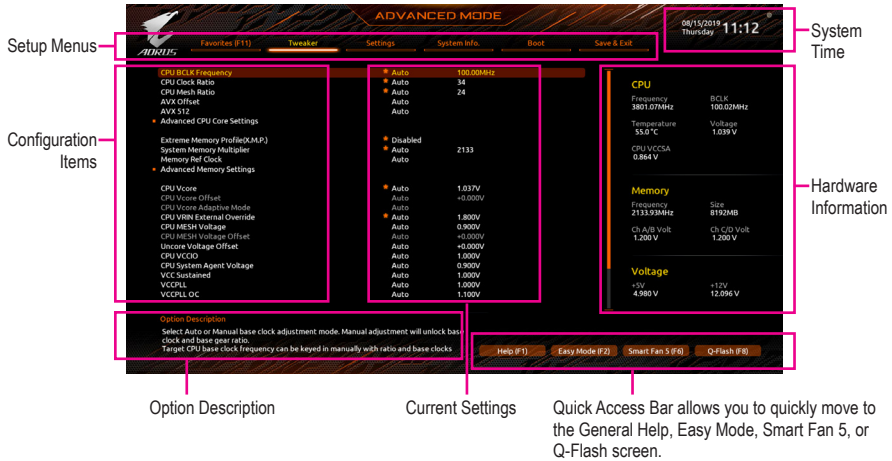 ADVANCED MODE
08/15/2019
Thursday
11:12
System
Time
Setup Menus
AORUS
Favorites (F11) Tweaker Settings System Info. Boot Save & Exit
CPU BCLK Frequency Auto 100.00MHz
CPU Clock Ratio Auto 34
CPU Mesh Ratio Auto 24
AVX Offset Auto
AVX 512 Auto
Advanced CPU Core Settings
Configuration
Items
Extreme Memory Profile(X.M.P.) Disabled
System Memory Multiplier Auto 2133
Memory Ref Clock Auto
Advanced Memory Settings
CPU Vcore Auto 1.037V
CPU Vcore Offset Auto +0.000V
CPU Vcore Adaptive Mode Auto
CPU VRIN External Override Auto 1.800V
CPU MESH Voltage Auto 0.900V
CPU MESH Voltage Offset Auto +0.000V
Uncore Voltage Offset Auto +0.000V
CPU VCCIO Auto 1.000V
CPU System Agent Voltage Auto 0.900V
VCC Sustained Auto 1.000V
VCCPLL Auto 1.000V
VCCPLL OC Auto 1.100V
CPU
Frequency BCLK
3801.07MHz 100.02MHz
Temperature Voltage
55.0 °C 1.039 V
CPU VCCSA
0.864 V
Memory
Frequency Size
2133.93MHz 8192MB
Ch A/B Volt Ch C/D Volt
1.200 V 1.200 V
Voltage
+5V +12V
4.980 V 12.096 V
Hardware
Information
Option Description
Select Auto or Manual base clock adjustment mode. Manual adjustment will unlock base
clock and base gear ratio.
Target CPU base clock frequency can be keyed in manually with ratio and base clocks
Help (F1) Easy Mode (F2) Smart Fan 5 (F6) Q-Flash (F8)
Option Description
Current Settings
Quick Access Bar allows you to quickly move to
the General Help, Easy Mode, Smart Fan 5, or
Q-Flash screen.